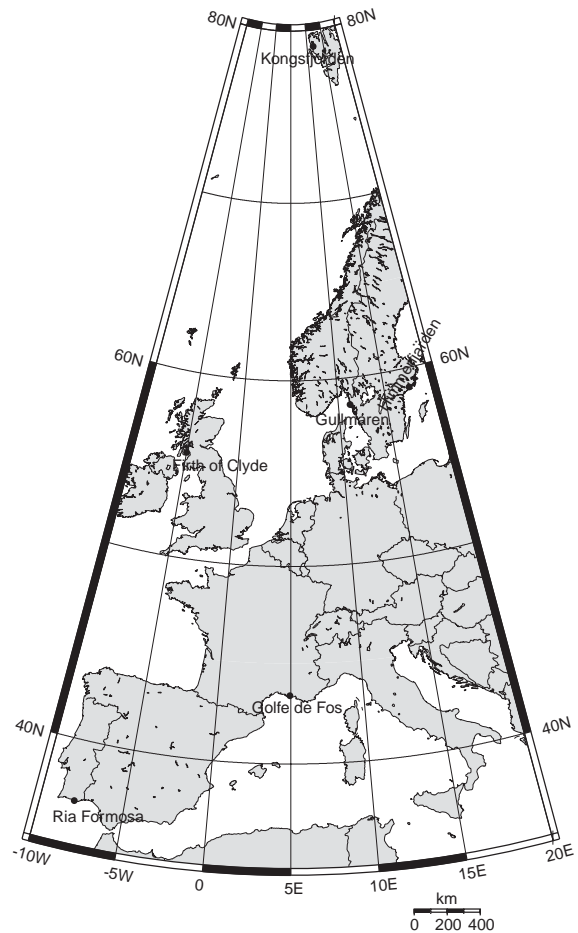 80N
80N
Kongsfjorden
60N
60N
Himmerfjärden
Gullmaren
Firth of Clyde
40N
40N
Golfe de Fos
Ria Formosa
-10W
-5W
0
5E
10E
15E
20E
km
0 200 400